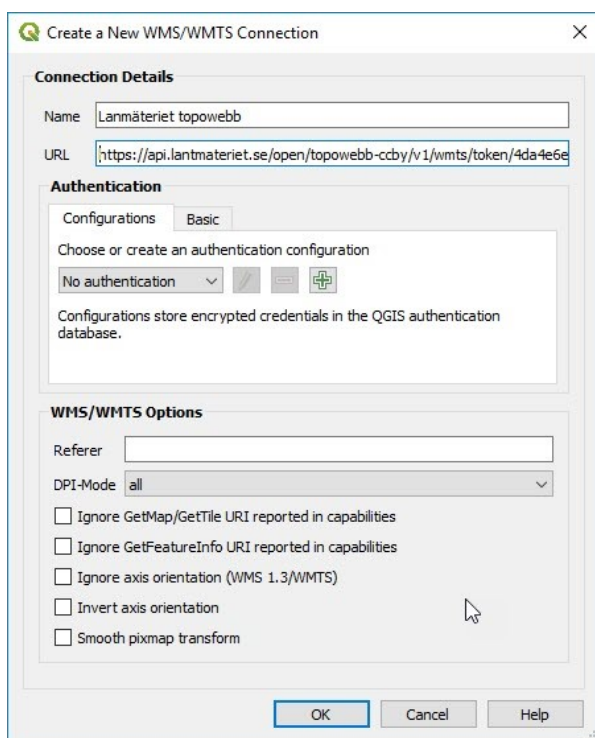 Create a New WMS/WMTS Connection
Connection Details
Name Lanmäteriet topowebb
URL https://api.lantmateriet.se/open/topowebb-ccby/v1/wmts/token/4da4e6e
Authentication
Configurations Basic
Choose or create an authentication configuration
No authentication
Configurations store encrypted credentials in the QGIS authentication
database.
WMS/WMTS Options
Referer
DPI-Mode all
Ignore GetMap/GetTile URI reported in capabilities
Ignore GetFeatureInfo URI reported in capabilities
Ignore axis orientation (WMS 1.3/WMTS)
Invert axis orientation
Smooth pixmap transform
OK Cancel Help